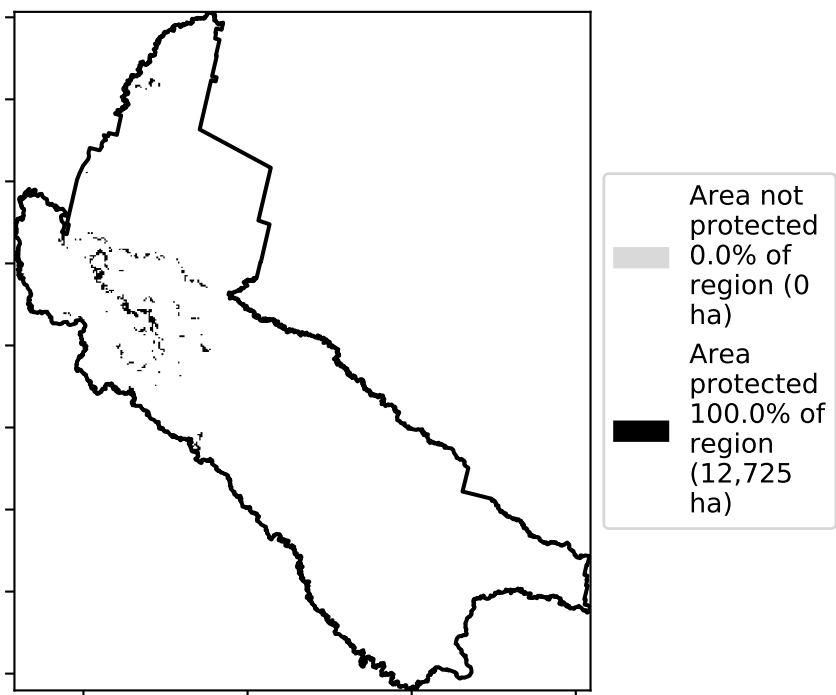 Area not
protected
0.0% of
region (0
ha)
Area
protected
100.0% of
region
(12,725
ha)